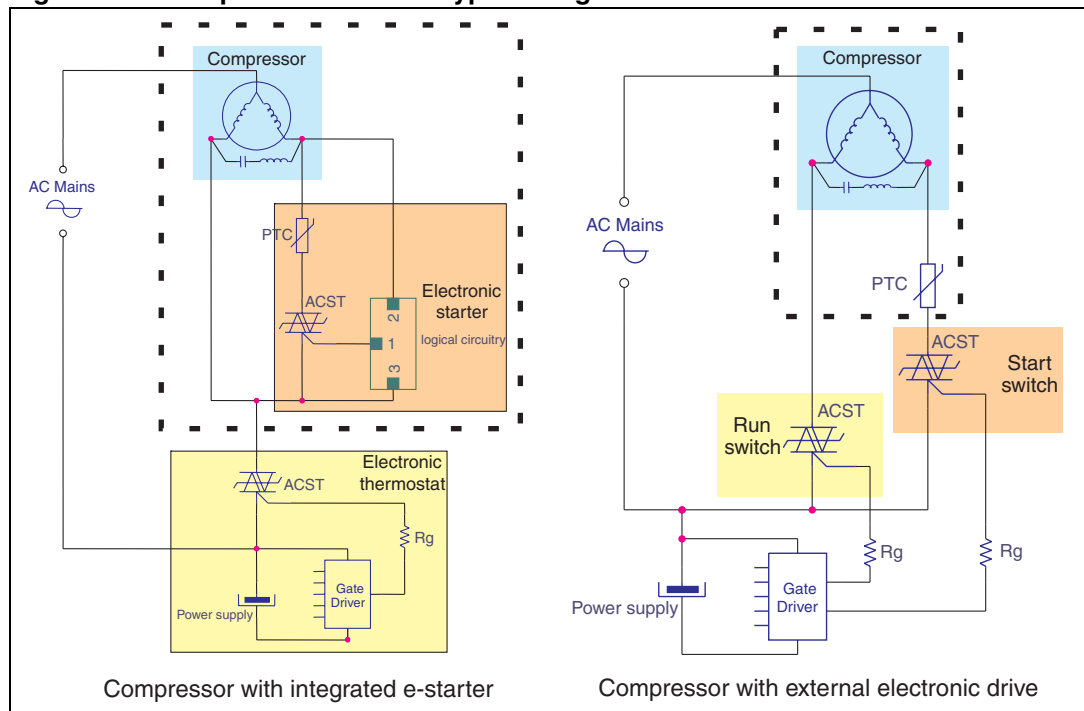 Compressor
AC Mains
PTC
ACST
Electronic
starter
logical circuitry
2
1
3
Electronic
thermostat
ACST
Rg
Gate
Driver
Power supply
Compressor with integrated e-starter
Compressor
AC Mains
PTC
ACST
Start
switch
ACST
Run
switch
Rg
Rg
Gate
Driver
Power supply
Compressor with external electronic drive